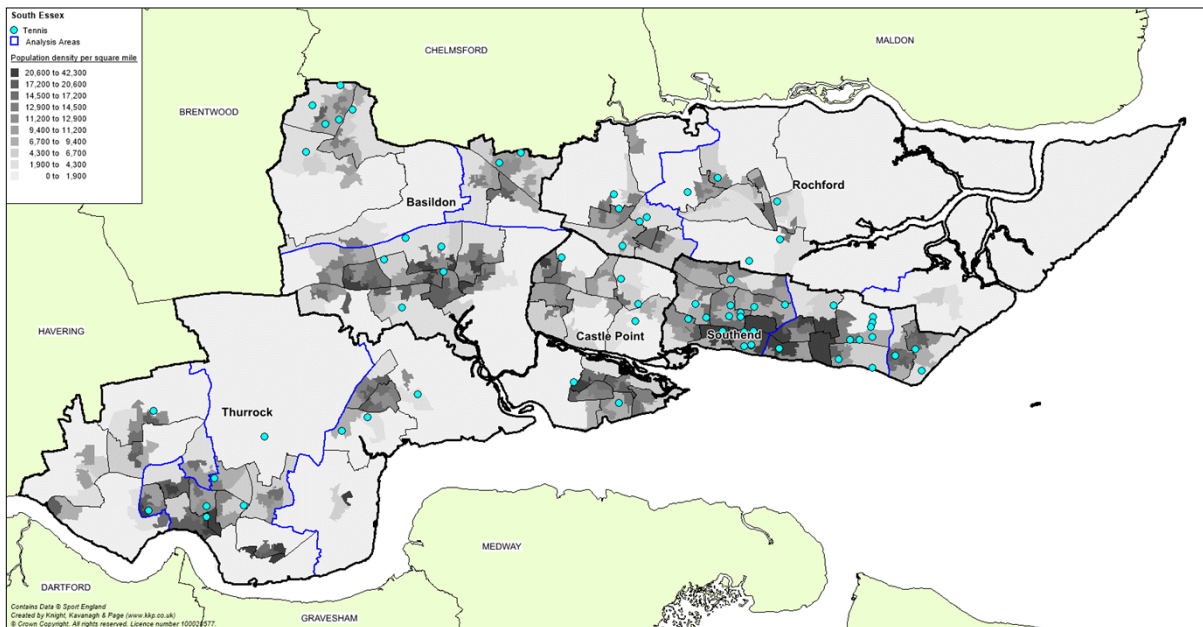 South Essex
Tennis
Analysis Areas
Population density per square mile
20,600 to 42,300
17,200 to 20,600
14,500 to 17,200
12,900 to 14,500
11,200 to 12,900
9,400 to 11,200
6,700 to 9,400
4,300 to 6,700
1,900 to 4,300
0 to 1,900
MALDON
CHELMSFORD
BRENTWOOD
Rochford
Basildon
HAVERING
Castle Point
Southend
Thurrock
MEDWAY
DARTFORD
GRAVESHAM
Contains Data ® Sport England
Created by Knight, Kavanagh & Page (www.kkp.co.uk)
® Crown Copyright. All rights reserved. Licence number 100020577.